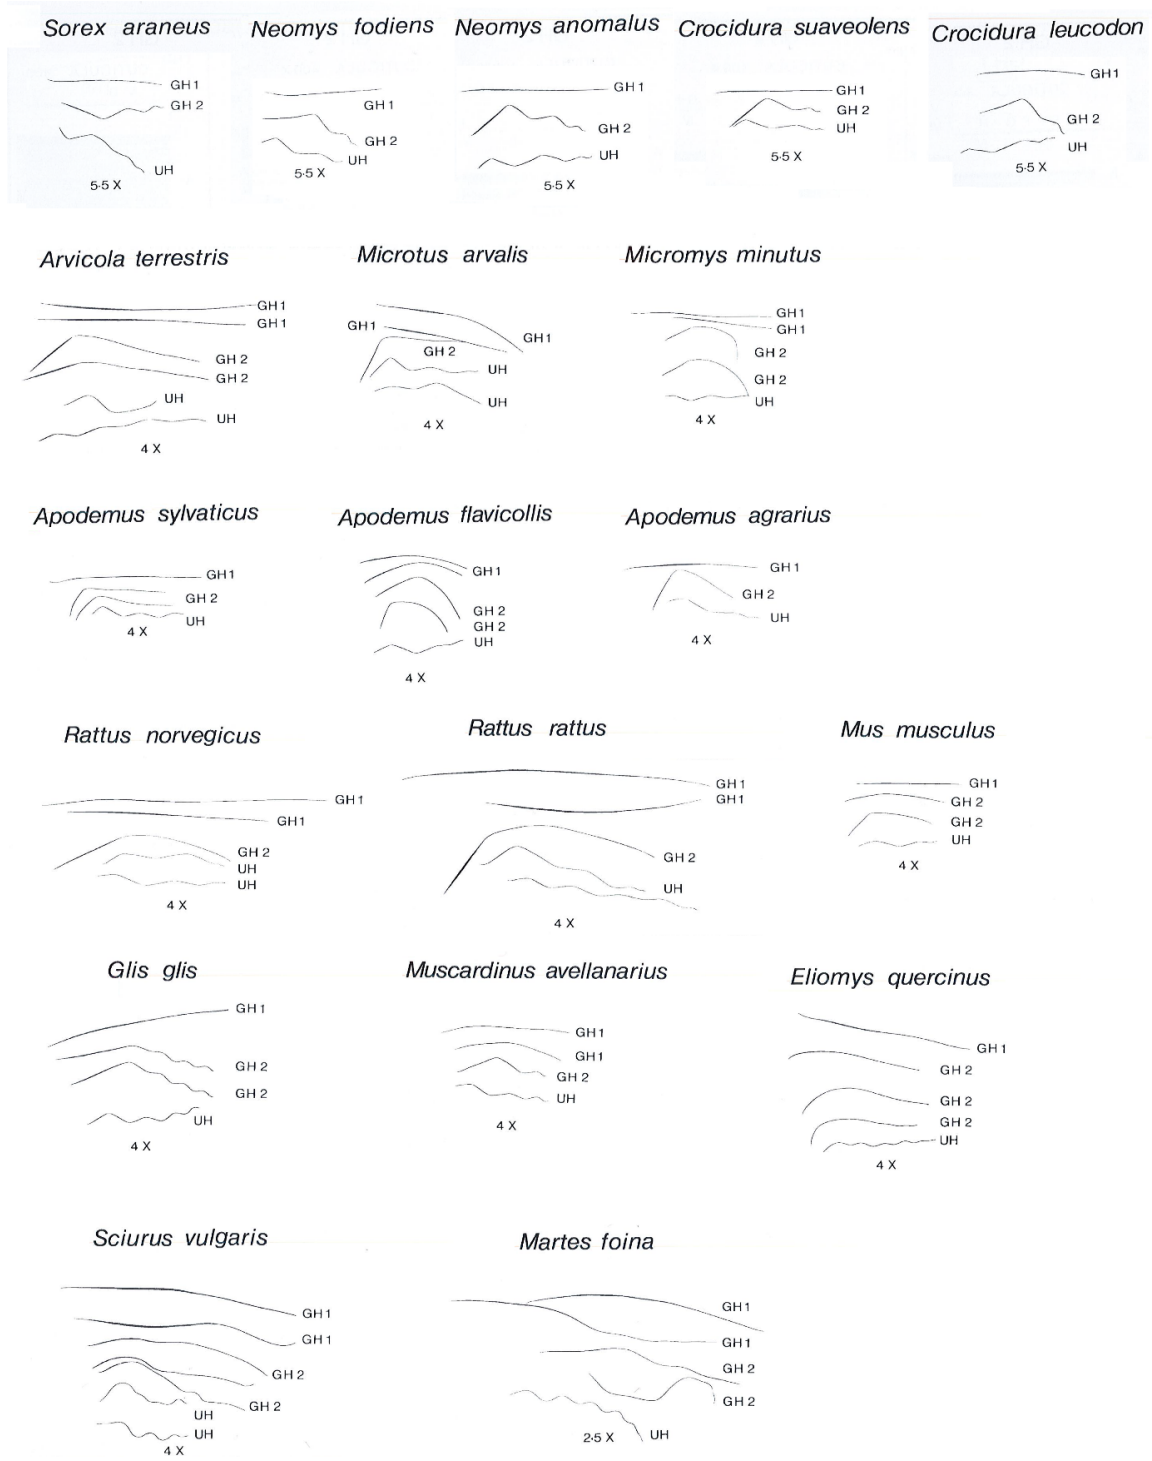 Sorex araneus
Neomys fodiens
Neomys anomalus
Crocidura suaveolens
Crocidura leucodon
GH 1
GH 2
UH
5·5 X
GH 1
GH 2
UH
5·5 X
GH 1
GH 2
UH
5·5 X
GH 1
GH 2
UH
5·5 X
GH 1
GH 2
UH
5·5 X
Arvicola terrestris
Microtus arvalis
Micromys minutus
GH 1
GH 1
GH 2
GH 2
UH
UH
4 X
GH 1
GH 1
GH 2
UH
UH
4 X
GH 1
GH 1
GH 2
GH 2
UH
4 X
Apodemus sylvaticus
Apodemus flavicollis
Apodemus agrarius
GH 1
GH 2
UH
4 X
GH 1
GH 2
GH 2
UH
4 X
GH 1
GH 2
UH
4 X
Rattus norvegicus
Rattus rattus
Mus musculus
GH 1
GH 1
GH 2
UH
UH
4 X
GH 1
GH 1
GH 2
UH
4 X
GH 1
GH 2
GH 2
UH
4 X
Glis glis
Muscardinus avellanarius
Eliomys quercinus
GH 1
GH 2
GH 2
UH
4 X
GH 1
GH 1
GH 2
UH
4 X
GH 1
GH 2
GH 2
GH 2
UH
4 X
Sciurus vulgaris
Martes foina
GH 1
GH 1
GH 2
GH 2
UH
UH
4 X
GH 1
GH 1
GH 2
GH 2
UH
2·5 X